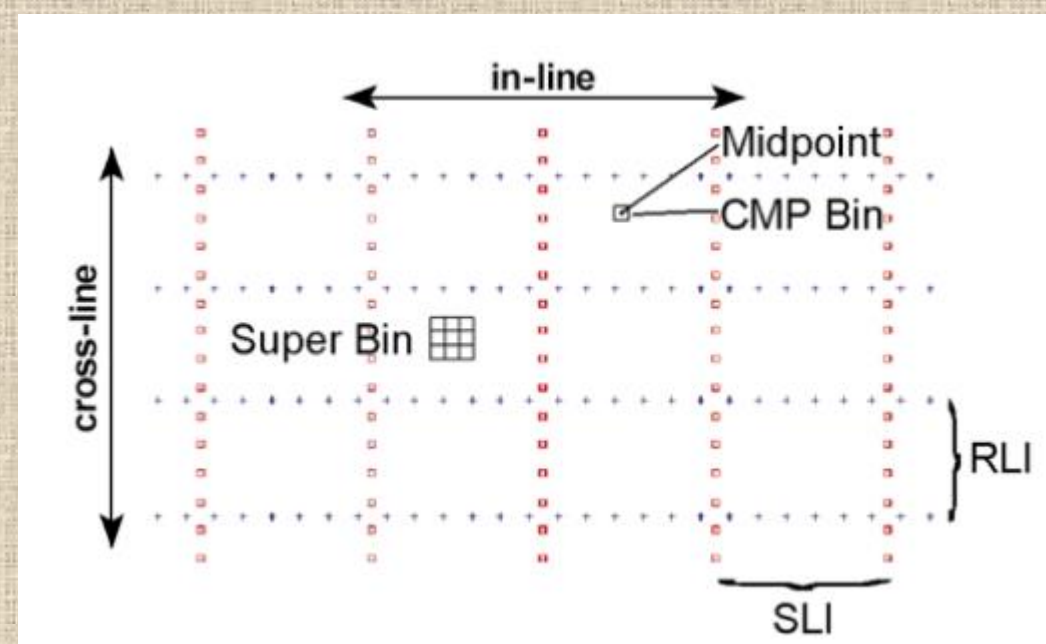 in-line
Midpoint
CMP Bin
cross-line
Super Bin
RLI
SLI